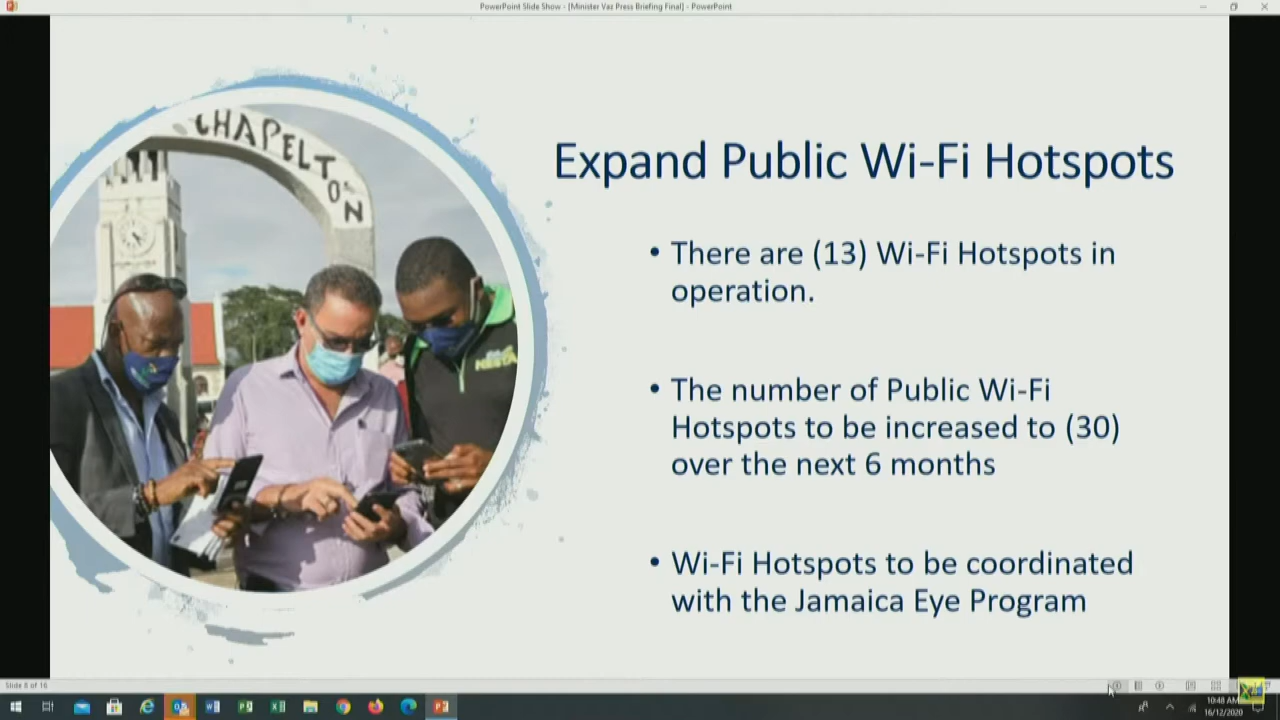 PowerPoint Slide Show - [Minister Vaz Press Briefing Final] - PowerPoint
CHAPELTON
NESTA
Expand Public Wi-Fi Hotspots
• There are (13) Wi-Fi Hotspots in
operation.
• The number of Public Wi-Fi
Hotspots to be increased to (30)
over the next 6 months
• Wi-Fi Hotspots to be coordinated
with the Jamaica Eye Program
Slide 8 of 16
10:48 AM
16/12/2020